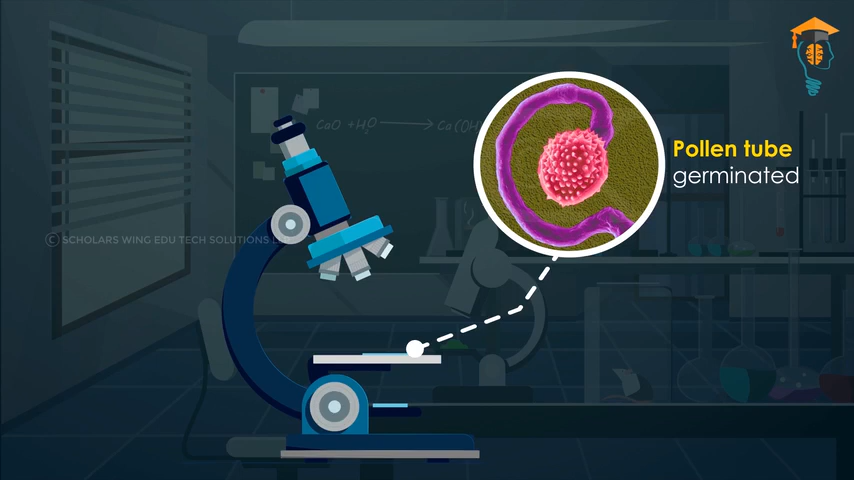 CaO + H₂O → Ca(OH
Pollen tube
germinated
© SCHOLARS WING EDU TECH SOLUTIONS